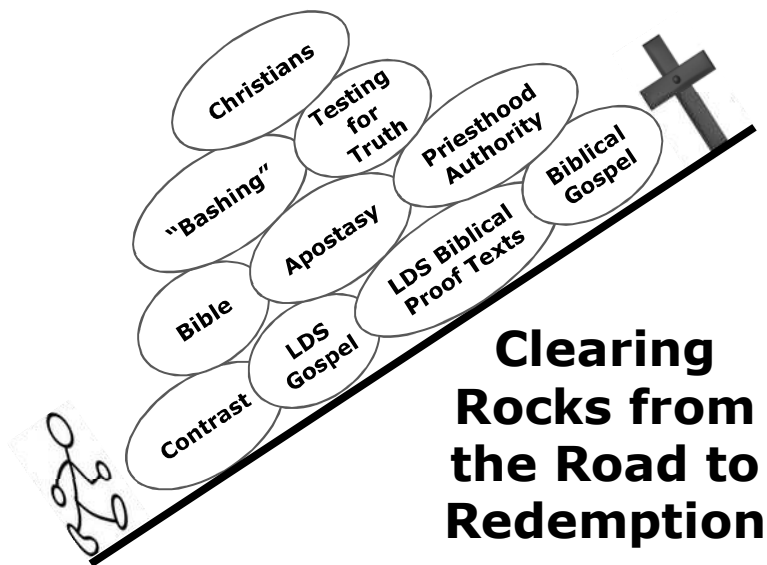 Christians
Testing
for
Truth
Priesthood
Authority
Biblical
Gospel
“Bashing”
Apostasy
LDS Biblical
Proof Texts
Bible
LDS
Gospel
Contrast
Clearing
Rocks from
the Road to
Redemption